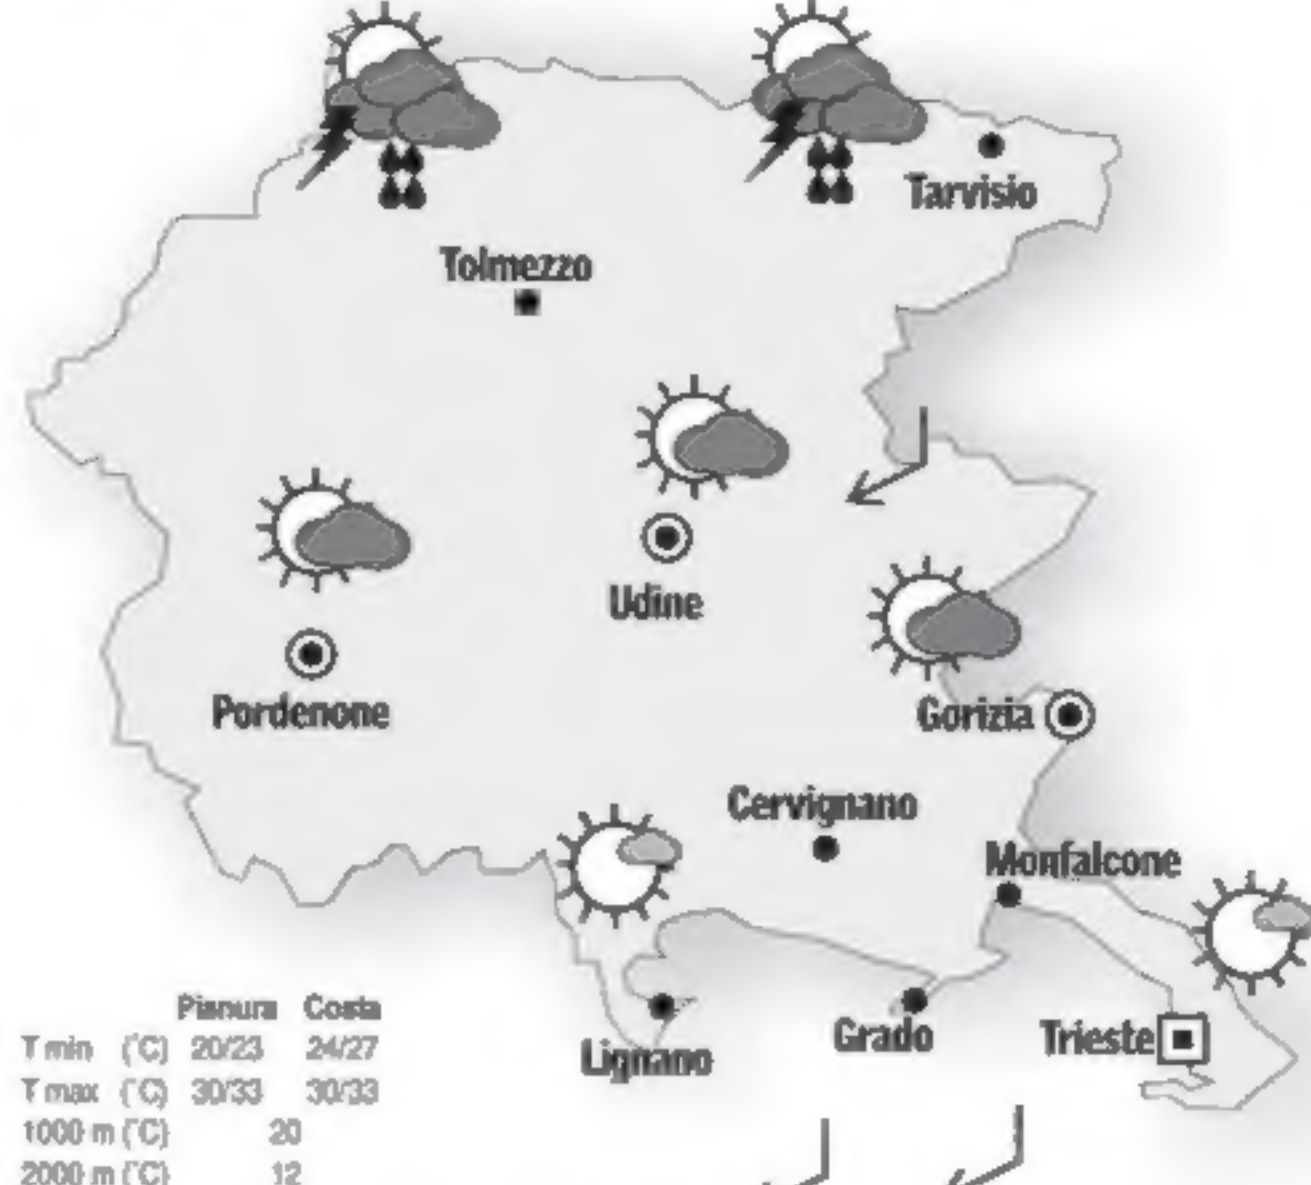 Tarvisio
Tolmezzo
Udine
Pordenone
Gorizia
Cervignano
Monfalcone
Lignano
Grado
Trieste
Pianura Costa
T min (°C) 20/23 24/27
T max (°C) 30/33 30/33
1000 m (°C) 20
2000 m (°C) 12